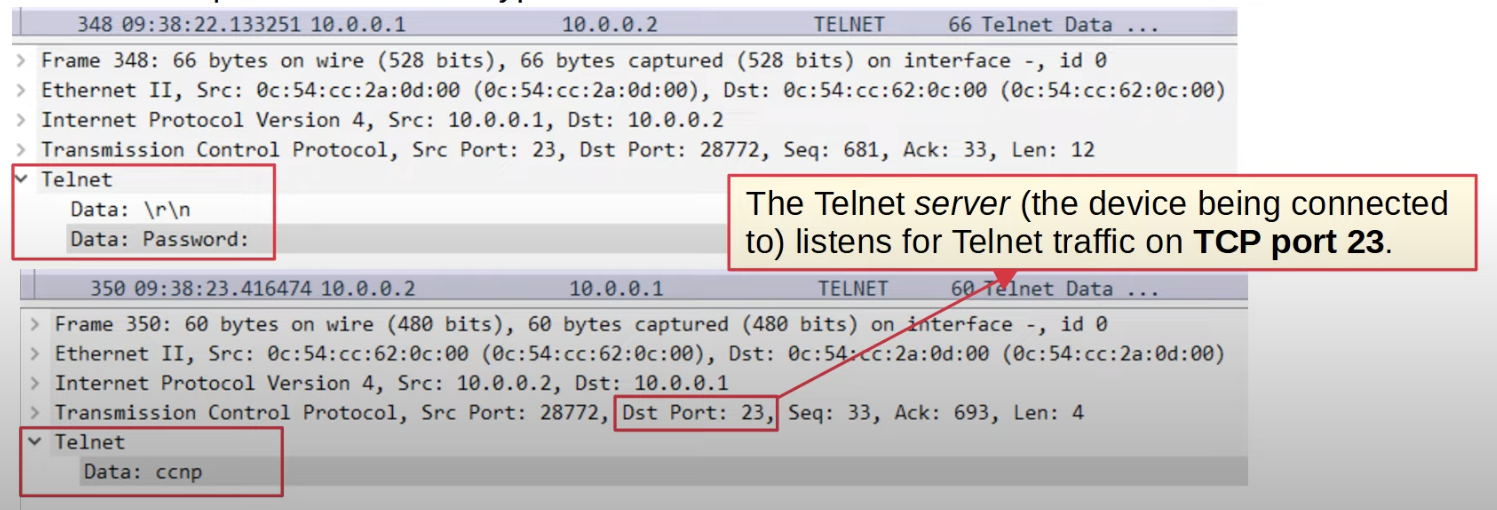 348 09:38:22.133251 10.0.0.1 10.0.0.2 TELNET 66 Telnet Data ...
> Frame 348: 66 bytes on wire (528 bits), 66 bytes captured (528 bits) on interface -, id 0
> Ethernet II, Src: 0c:54:cc:2a:0d:00 (0c:54:cc:2a:0d:00), Dst: 0c:54:cc:62:0c:00 (0c:54:cc:62:0c:00)
> Internet Protocol Version 4, Src: 10.0.0.1, Dst: 10.0.0.2
> Transmission Control Protocol, Src Port: 23, Dst Port: 28772, Seq: 681, Ack: 33, Len: 12
Telnet
Data: \r\n
Data: Password:
The Telnet server (the device being connected
to) listens for Telnet traffic on TCP port 23.
350 09:38:23.416474 10.0.0.2 10.0.0.1 TELNET 60 Telnet Data ...
> Frame 350: 60 bytes on wire (480 bits), 60 bytes captured (480 bits) on interface -, id 0
> Ethernet II, Src: 0c:54:cc:62:0c:00 (0c:54:cc:62:0c:00), Dst: 0c:54:cc:2a:0d:00 (0c:54:cc:2a:0d:00)
> Internet Protocol Version 4, Src: 10.0.0.2, Dst: 10.0.0.1
> Transmission Control Protocol, Src Port: 28772, Dst Port: 23, Seq: 33, Ack: 693, Len: 4
Telnet
Data: ccnp